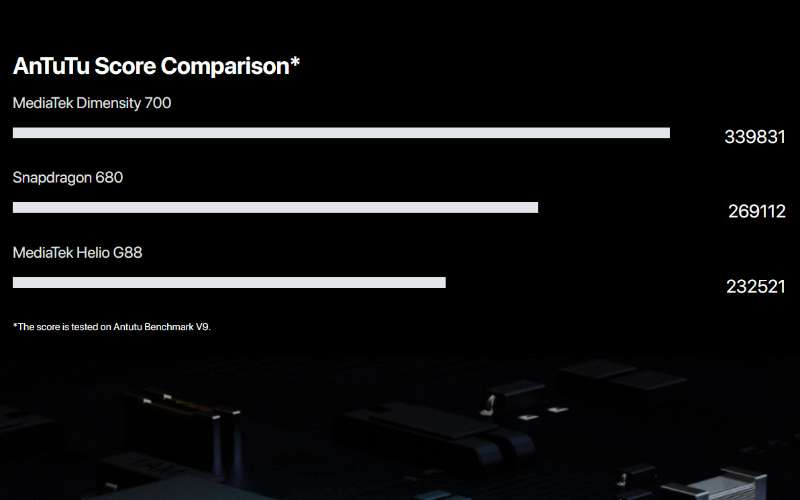 AnTuTu Score Comparison*
MediaTek Dimensity 700
339831
Snapdragon 680
269112
MediaTek Helio G88
232521
*The score is tested on Antutu Benchmark V9.